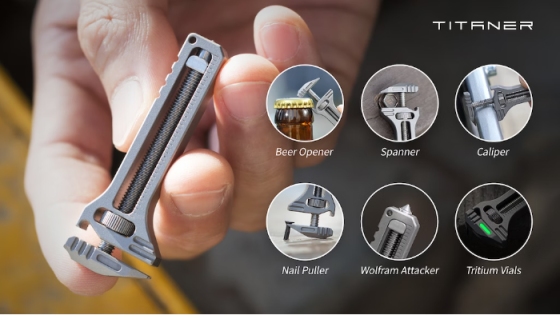 TITANER
Beer Opener
Spanner
Caliper
Nail Puller
Wolfram Attacker
Tritium Vials